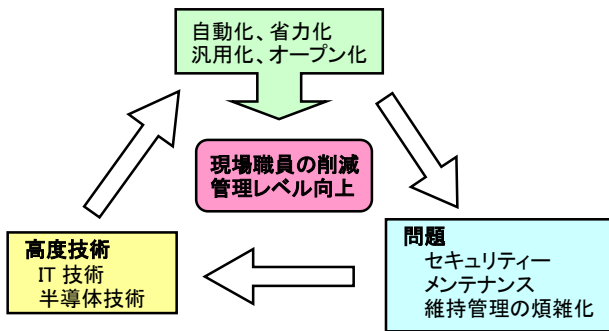 自動化、省力化
汎用化、オープン化
現場職員の削減
管理レベル向上
高度技術
IT 技術
半導体技術
問題
セキュリティー
メンテナンス
維持管理の煩雑化